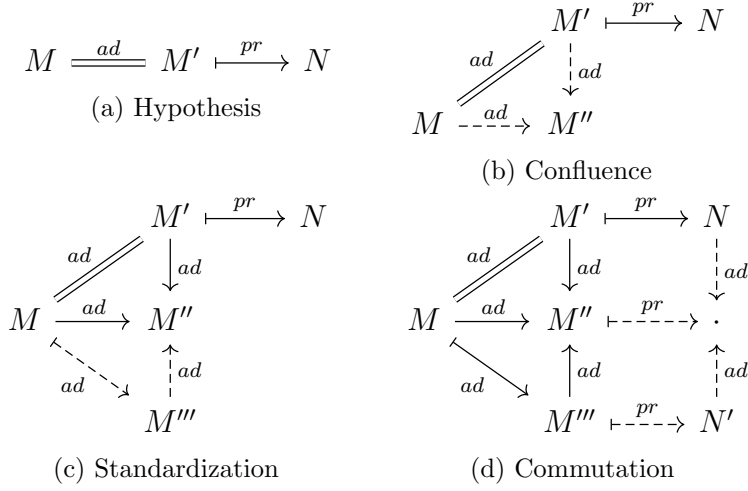 M ad M′ pr N
(a) Hypothesis
M′ pr N
ad ad
M ad M″
(b) Confluence
M′ pr N
ad ad
M ad M″
ad ad
M‴
(c) Standardization
M′ pr N
ad ad ad
M ad M″ pr ·
ad ad ad
M‴ pr N′
(d) Commutation